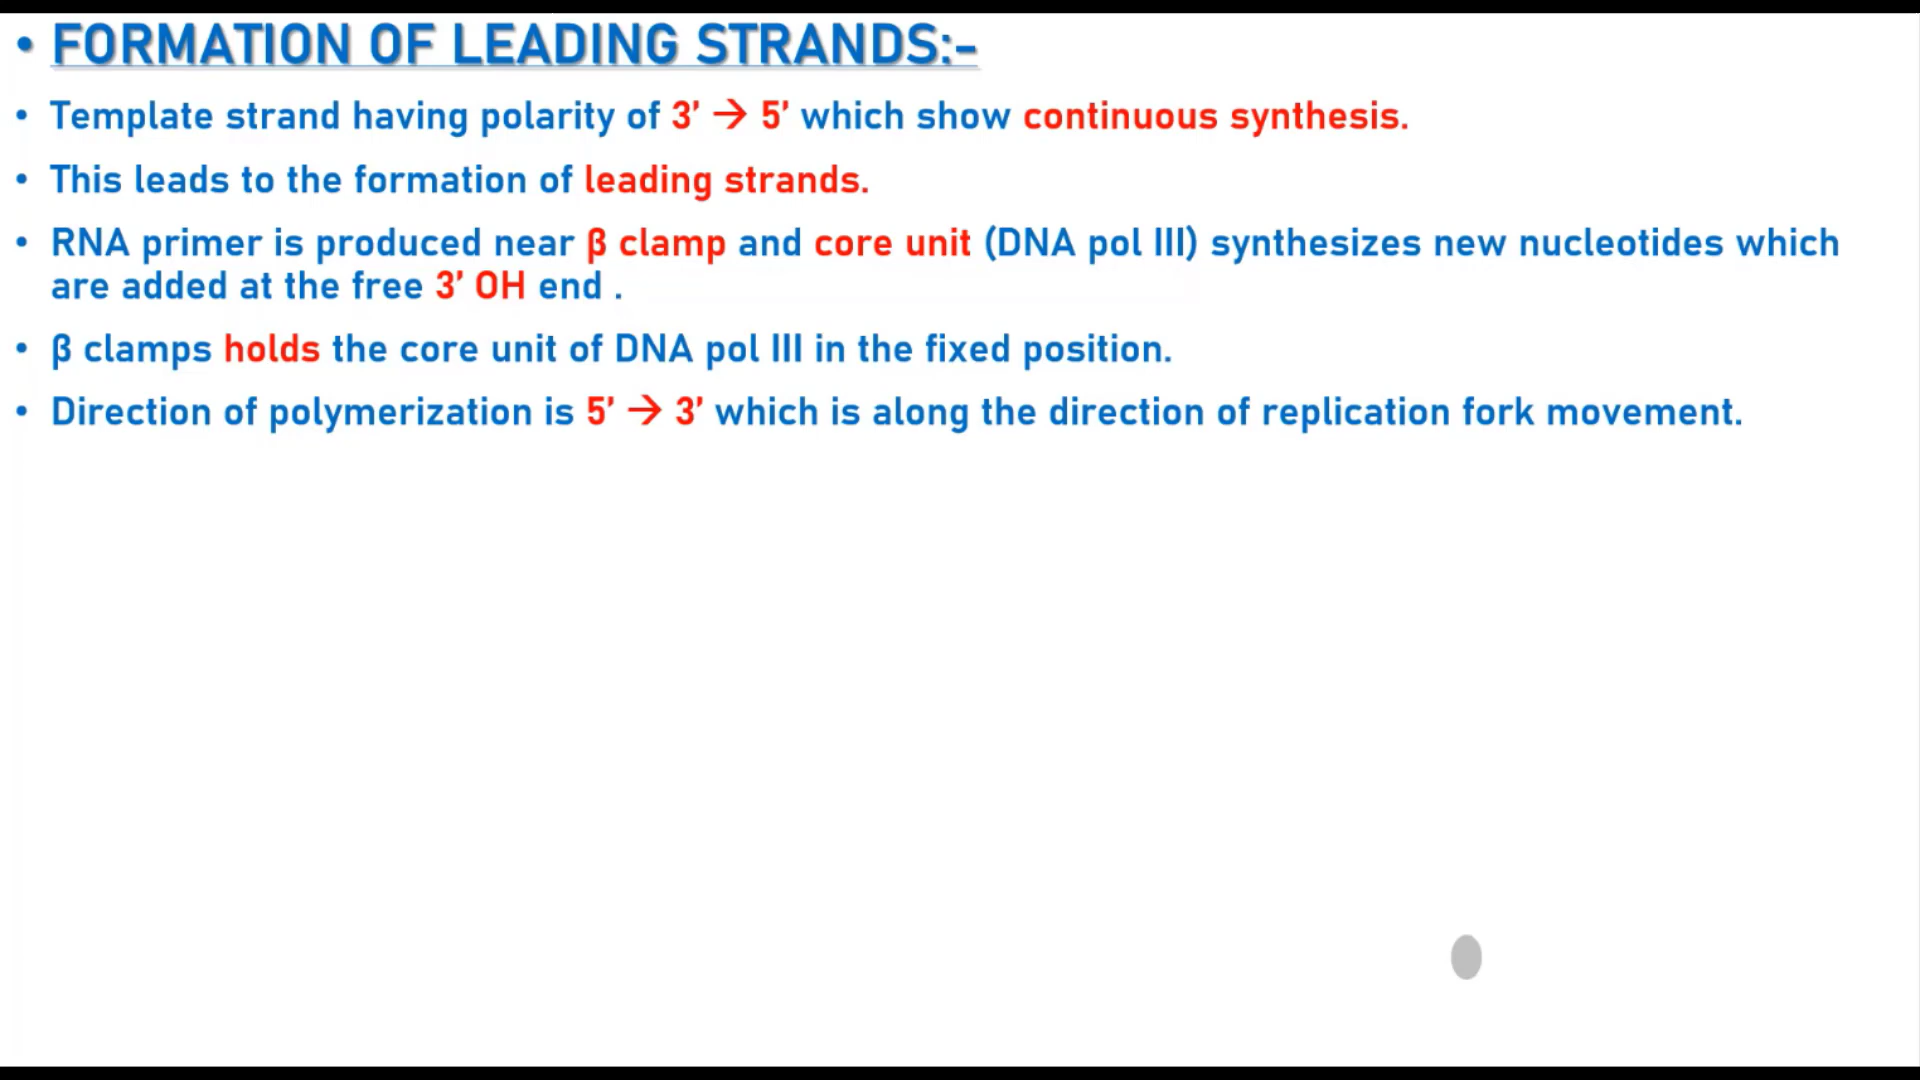 • FORMATION OF LEADING STRANDS:-
• Template strand having polarity of 3’ → 5’ which show continuous synthesis.
• This leads to the formation of leading strands.
• RNA primer is produced near β clamp and core unit (DNA pol III) synthesizes new nucleotides which
are added at the free 3’ OH end .
• β clamps holds the core unit of DNA pol III in the fixed position.
• Direction of polymerization is 5’ → 3’ which is along the direction of replication fork movement.